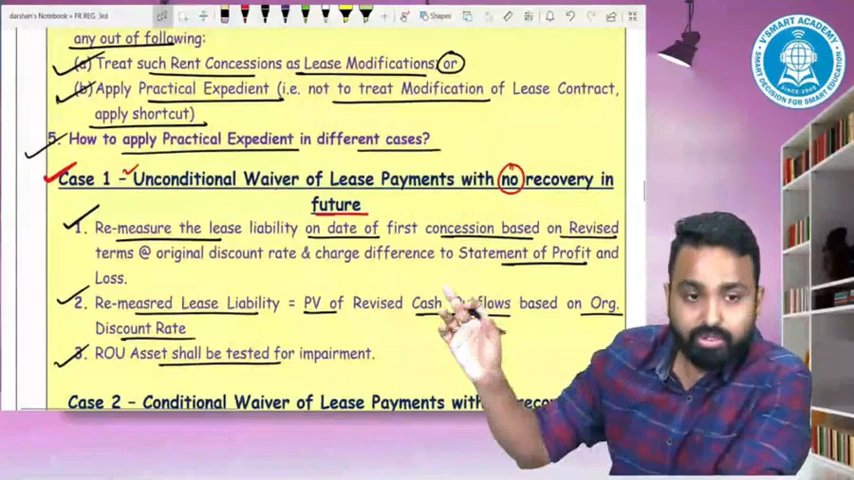 darshan's Notebook » FR REG. 3rd
Shapes
any out of following:
(a) Treat such Rent Concessions as Lease Modifications; or
(b) Apply Practical Expedient (i.e. not to treat Modification of Lease Contract,
apply shortcut)
5. How to apply Practical Expedient in different cases?
Case 1 - Unconditional Waiver of Lease Payments with no recovery in
future
1. Re-measure the lease liability on date of first concession based on Revised
terms @ original discount rate & charge difference to Statement of Profit and
Loss.
2. Re-measred Lease Liability = PV of Revised Cash based on Org.
Discount Rate
3. ROU Asset shall be tested for impairment.
Case 2 - Conditional Waiver of Lease Payments with
V'SMART ACADEMY
SINCE-2005
SMART DECISION FOR SMART EDUCATION